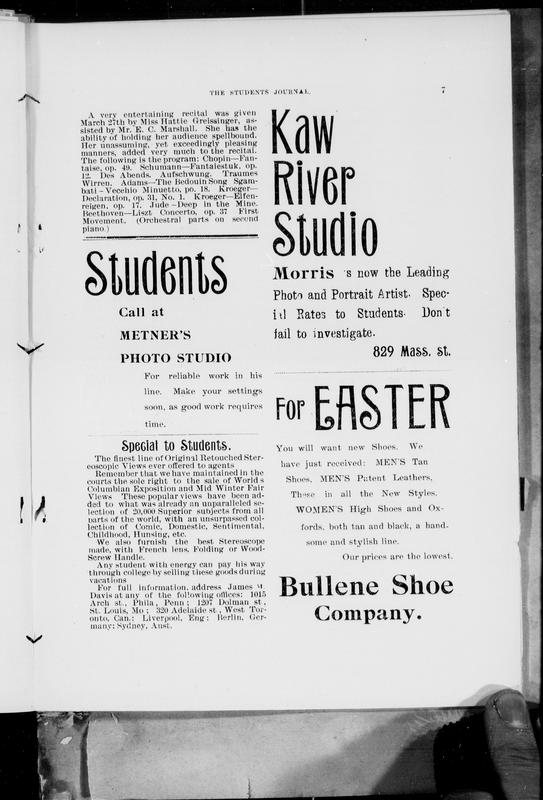 THE STUDENTS JOURNAL. 7
A very entertaining recital was given
March 27th by Miss Hattie Greissinger, as-
sisted by Mr. E. C. Marshall. She has the
ability of holding her audience spellbound.
Her unassuming, yet exceedingly pleasing
manners, added very much to the recital.
The following is the program: Chopin—Fan-
taise, op. 49. Schumann—Fantaiestuk, op.
12. Des Abends. Aufschwung. Traumes
Wirren. Adams—The Bedouin Song Sgam-
bati—Vecehio Minuetto, po. 18. Kroeger—
Declaration, op. 31, No. 1. Kroeger—Elfen-
reigen, op. 17. Jude—Deep in the Mine.
Beethoven—Liszt Concerto, op. 37 First
Movement. (Orchestral parts on second
piano.)
Students
Call at
METNER'S
PHOTO STUDIO
For reliable work in his
line. Make your settings
soon, as good work requires
time.
Special to Students.
The finest line of Original Retouched Ster-
eoscopic Views ever offered to agents
Remember that we have maintained in the
courts the sole right to the sale of World s
Columbian Exposition and Mid Winter Fair
Views These popular views have been ad-
ded to what was already an unparalleled se-
lection of 20,000 Superior subjects from all
parts of the world, with an unsurpassed col-
lection of Comic, Domestic, Sentimental,
Childhood, Hunsing, etc.
We also furnish the best Stereoscope
made, with French lens, Folding or Wood-
Screw Handle.
Any student with energy can pay his way
through college by selling these goods during
vacations
For full information, address James M.
Davis at any of the following offices: 1015
Arch st., Phila, Penn; 1207 Dolman st,
St. Louis, Mo; 320 Adelaide st, West Tor-
onto, Can.; Liverpool, Eng; Berlin, Ger-
many; Sydney, Aust.
Kaw
River
Studio
Morris s now the Leading
Photo and Portrait Artist. Spec-
ial Rates to Students. Don't
fail to investigate.
829 Mass. st.
For EASTER
You will want new Shoes. We
have just received: MEN'S Tan
Shoes, MEN'S Patent Leathers,
These in all the New Styles.
WOMEN'S High Shoes and Ox-
fords, both tan and black, a hand-
some and stylish line.
Our prices are the lowest.
Bullene Shoe
Company.